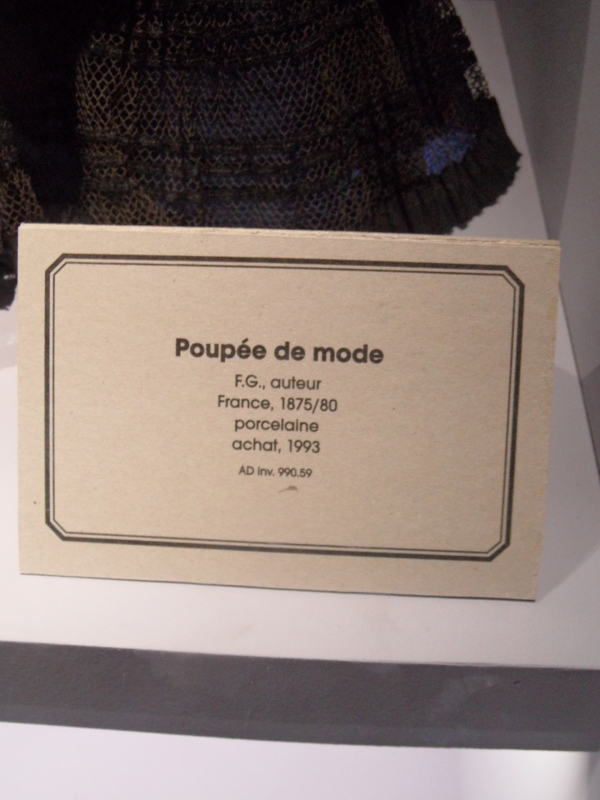 Poupée de mode
F.G., auteur
France, 1875/80
porcelaine
achat, 1993
AD inv. 990.59